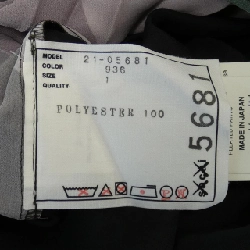 MODEL 21-05681
COLOR 936
SIZE 1
QUALITY
POLYESTER 100
5681
MADE IN JAPAN